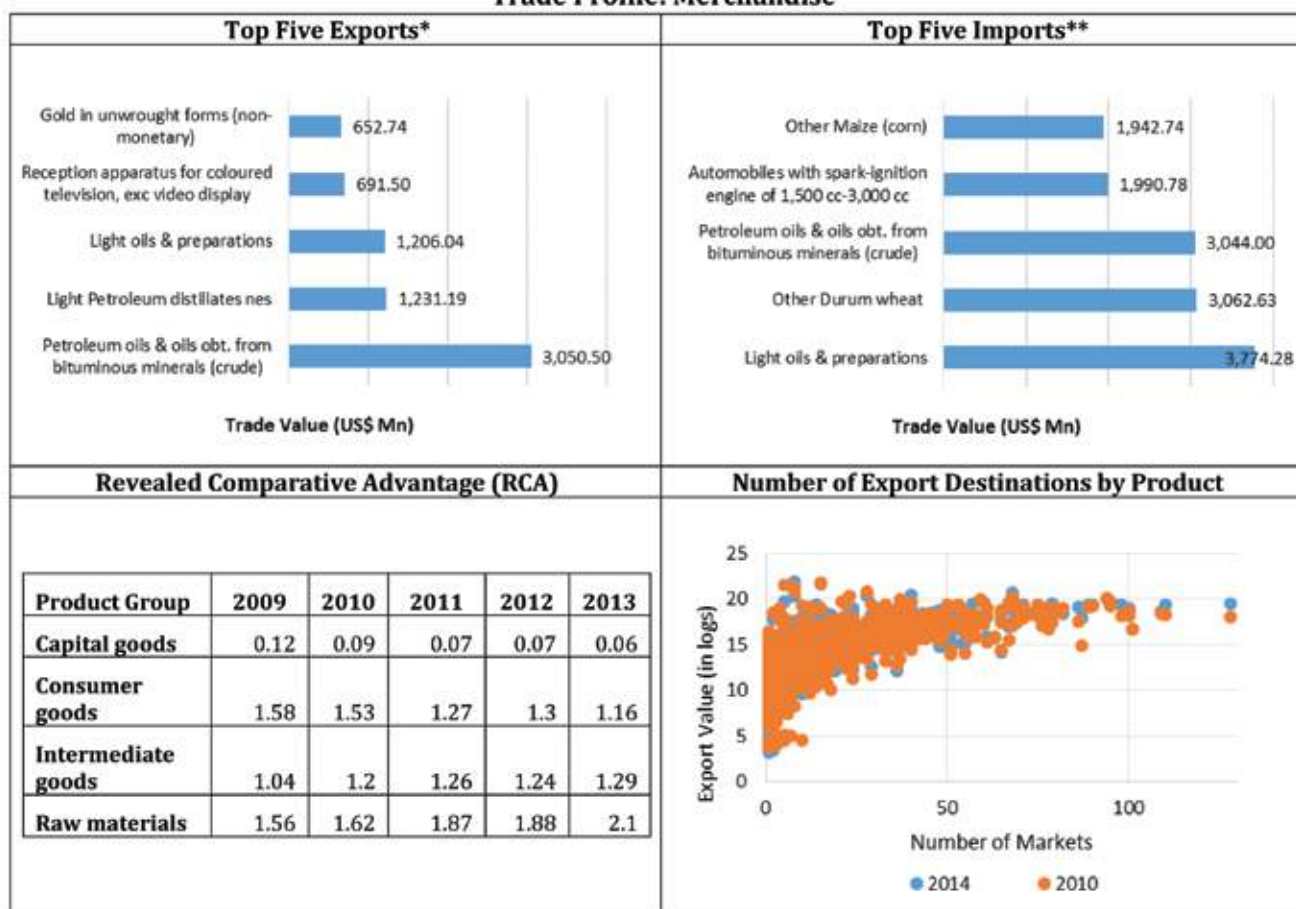 Trade Profile: Merchandise
Top Five Exports*
Gold in unwrought forms (non-
monetary)
652.74
Reception apparatus for coloured
television, exc video display
691.50
Light oils & preparations
1,206.04
Light Petroleum distillates nes
1,231.19
Petroleum oils & oils obt. from
bituminous minerals (crude)
3,050.50
Trade Value (US$ Mn)
Top Five Imports**
Other Maize (corn)
1,942.74
Automobiles with spark-ignition
engine of 1,500 cc-3,000 cc
1,990.78
Petroleum oils & oils obt. from
bituminous minerals (crude)
3,044.00
Other Durum wheat
3,062.63
Light oils & preparations
3,774.28
Trade Value (US$ Mn)
Revealed Comparative Advantage (RCA)
Product Group 2009 2010 2011 2012 2013
Capital goods 0.12 0.09 0.07 0.07 0.06
Consumer
goods 1.58 1.53 1.27 1.3 1.16
Intermediate
goods 1.04 1.2 1.26 1.24 1.29
Raw materials 1.56 1.62 1.87 1.88 2.1
Number of Export Destinations by Product
Export Value (in logs)
25
20
15
10
5
0
0 50 100
Number of Markets
2014 2010